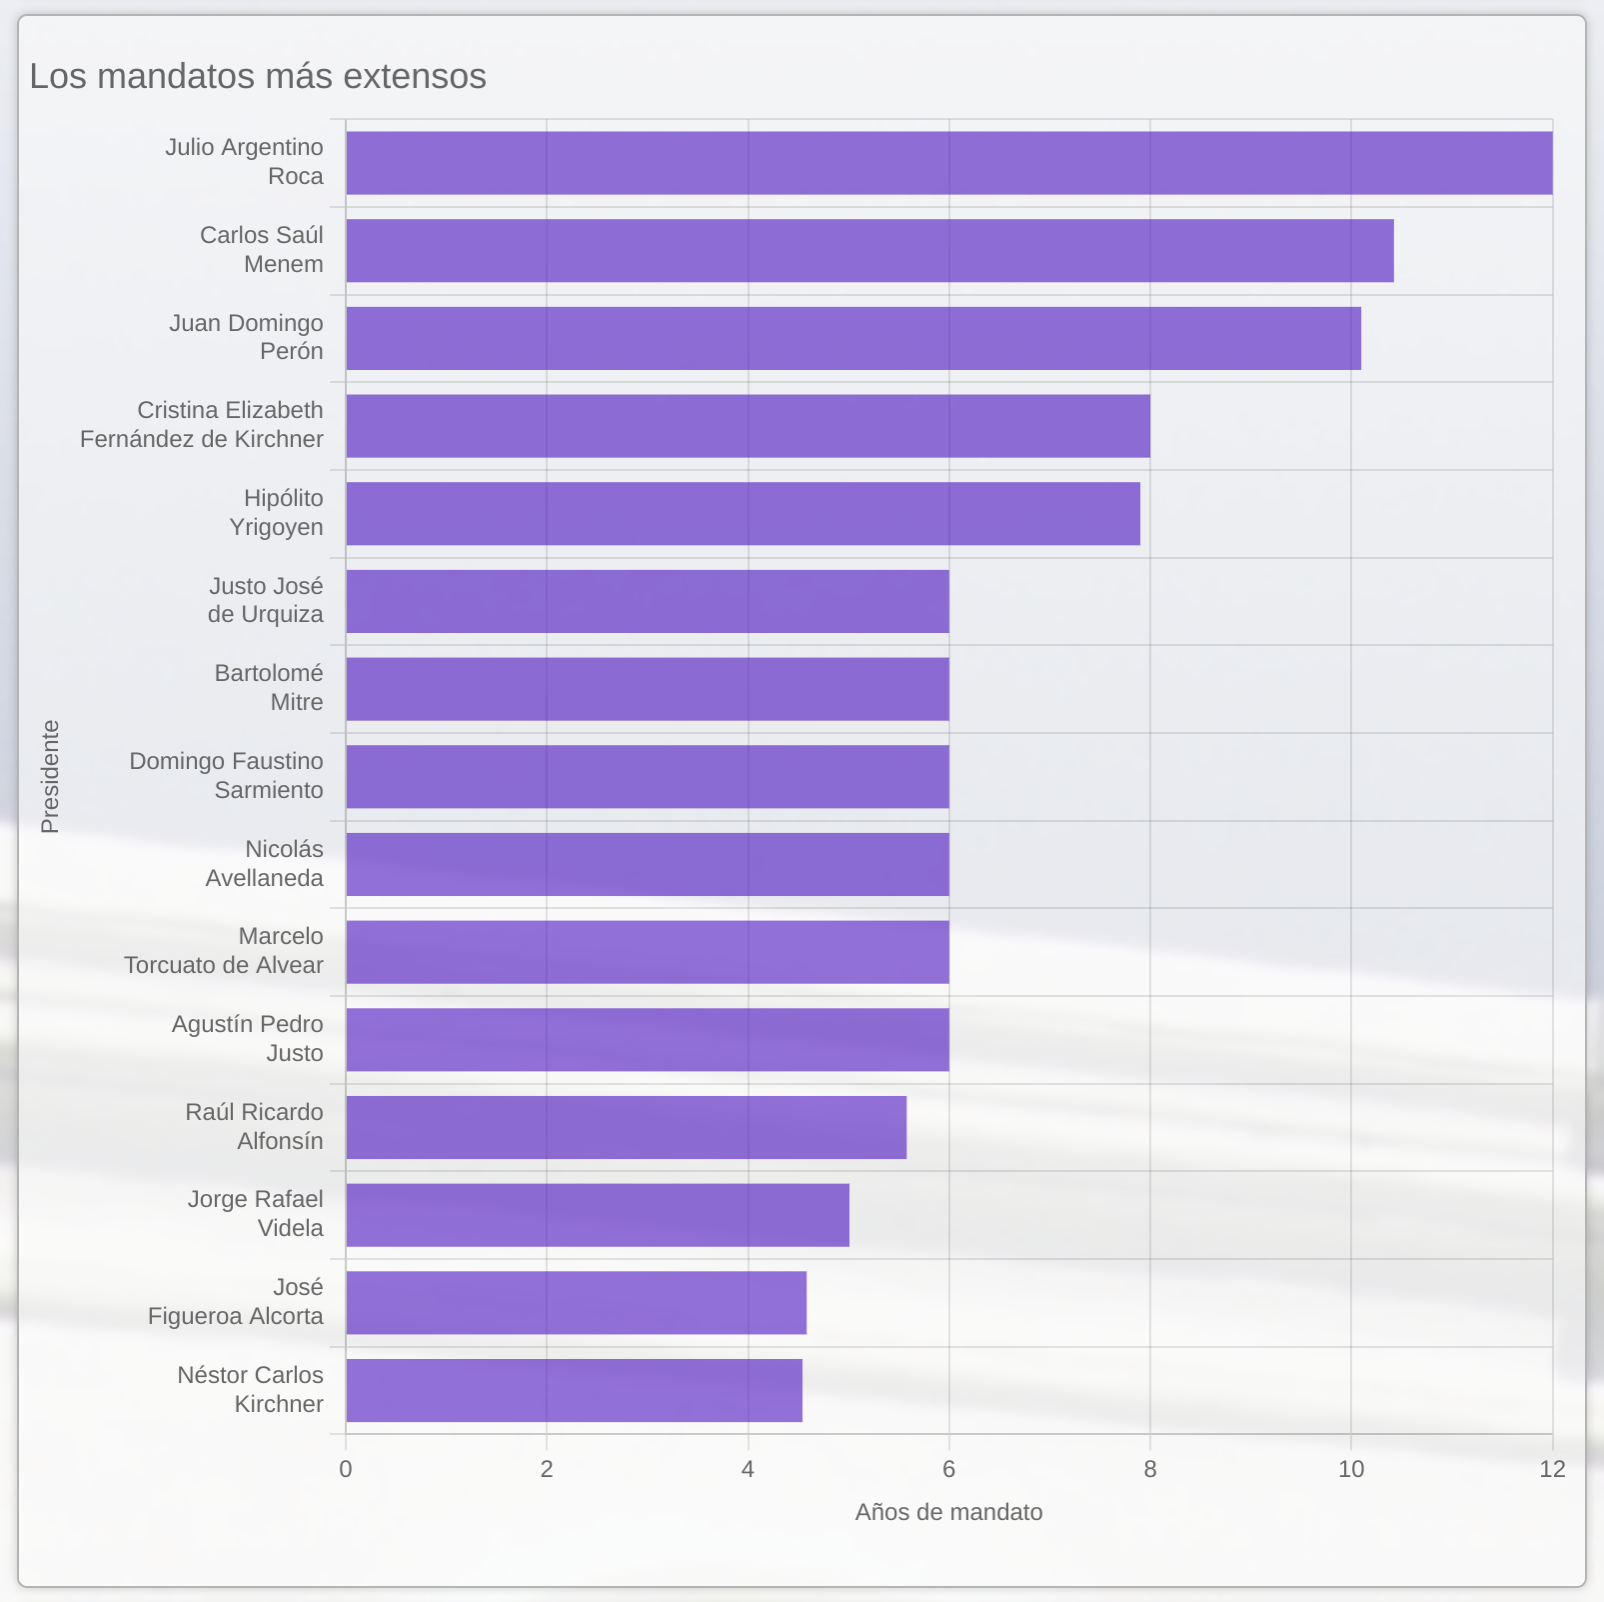 Los mandatos más extensos
Julio Argentino
Roca
Carlos Saúl
Menem
Juan Domingo
Perón
Cristina Elizabeth
Fernández de Kirchner
Hipólito
Yrigoyen
Justo José
de Urquiza
Bartolomé
Mitre
Domingo Faustino
Sarmiento
Nicolás
Avellaneda
Marcelo
Torcuato de Alvear
Agustín Pedro
Justo
Raúl Ricardo
Alfonsín
Jorge Rafael
Videla
José
Figueroa Alcorta
Néstor Carlos
Kirchner
Presidente
0 2 4 6 8 10 12
Años de mandato